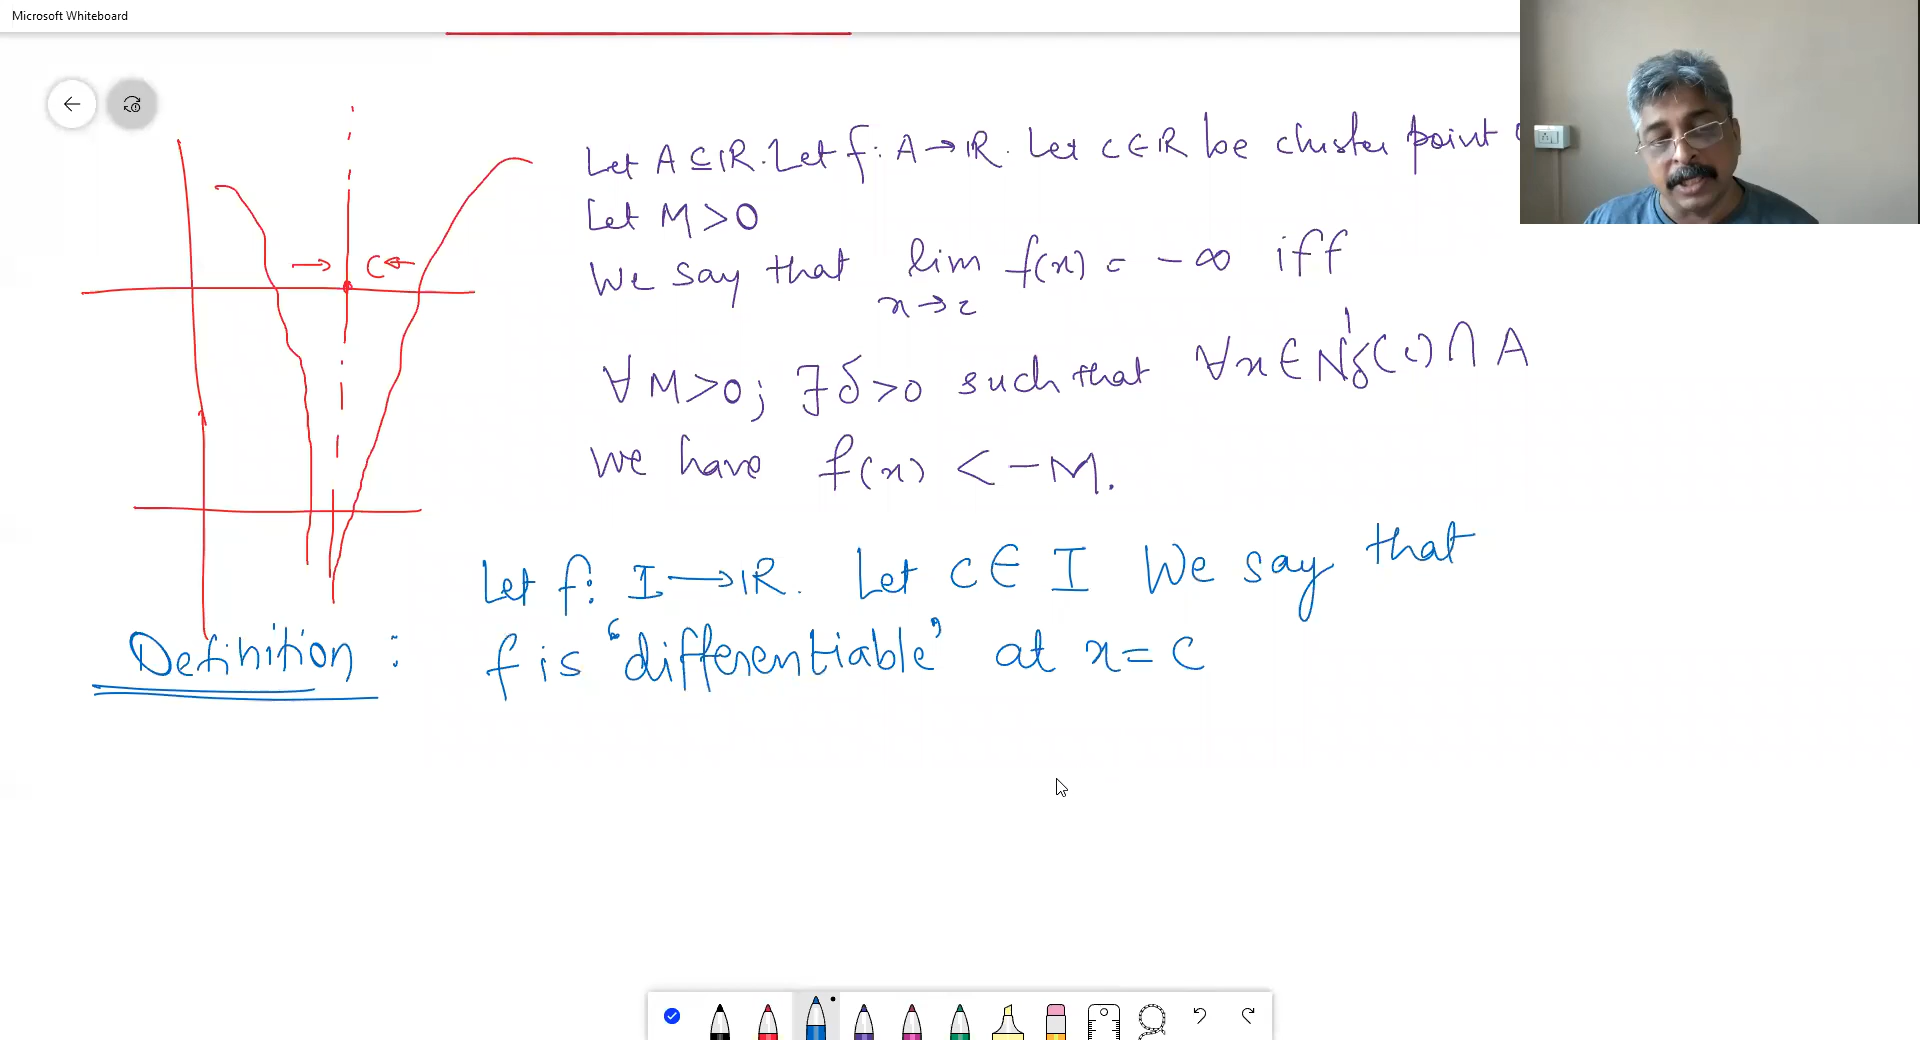 Microsoft Whiteboard
Let A ⊆ ℝ. Let f: A → ℝ. Let c ∈ ℝ be cluster point
Let M > 0
We say that lim f(x) = -∞ iff
x → c
∀ M > 0; ∃ δ > 0 such that ∀ x ∈ N'δ(c) ∩ A
We have f(x) < -M.
C
Let f: I → ℝ. Let c ∈ I We say that
Definition : f is 'differentiable' at x = c